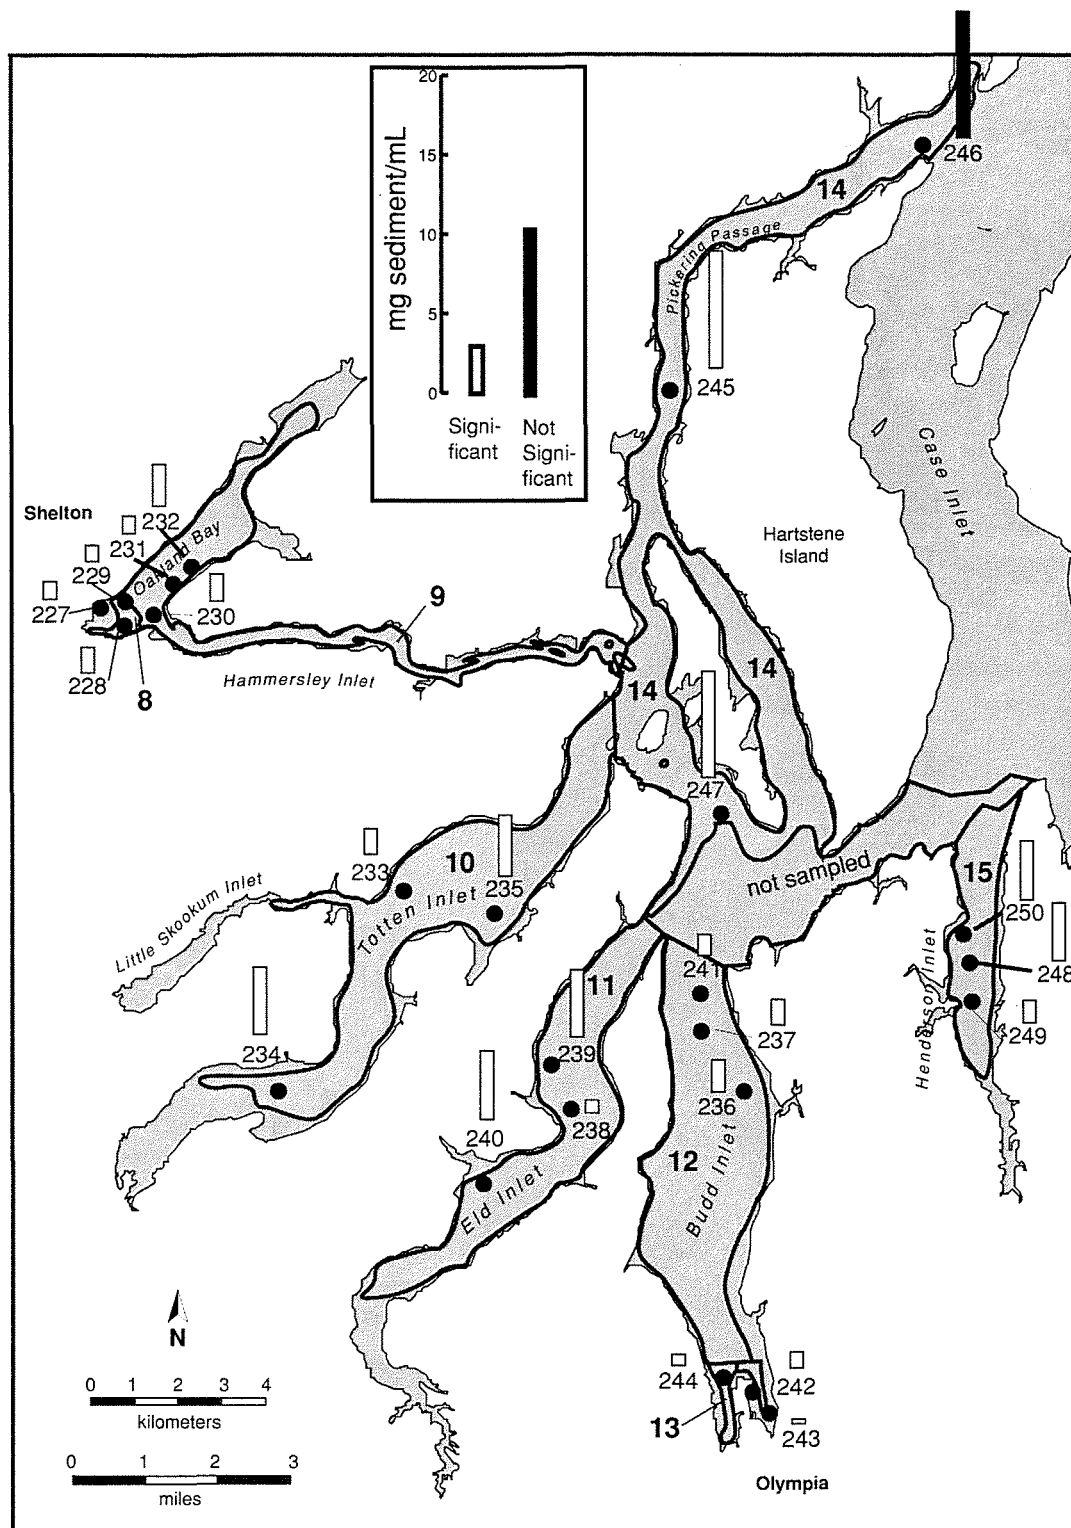 20
15
10
5
0
mg sediment/mL
Signi-
ficant
Not
Signi-
ficant
246
14
Pickering Passage
245
Case Inlet
Hartstene
Island
Shelton
232
231
229
227
Oakland Bay
230
228
8
9
Hammersley Inlet
14
14
247
233
10
235
Totten Inlet
Little Skookum Inlet
234
not sampled
15
250
248
249
Henderson Inlet
241
237
236
12
Budd Inlet
11
239
238
240
Eld Inlet
N
0 1 2 3 4
kilometers
0 1 2 3
miles
244
242
13
243
Olympia